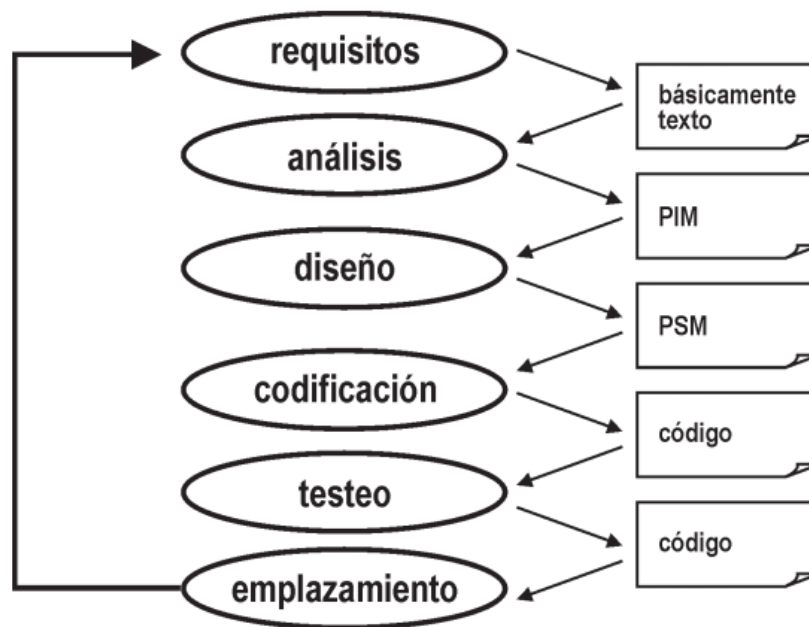 requisitos
básicamente
texto
análisis
PIM
diseño
PSM
codificación
código
testeo
código
emplazamiento